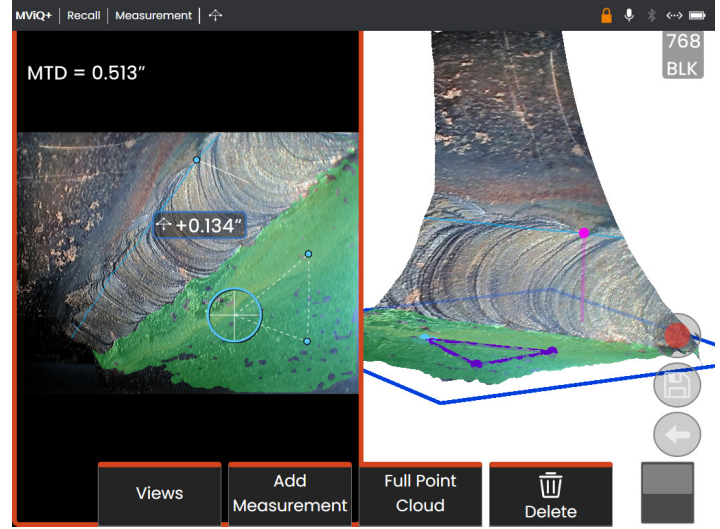 MViQ+ | Recall | Measurement |
768
BLK
MTD = 0.513"
+0.134"
Views
Add
Measurement
Full Point
Cloud
Delete